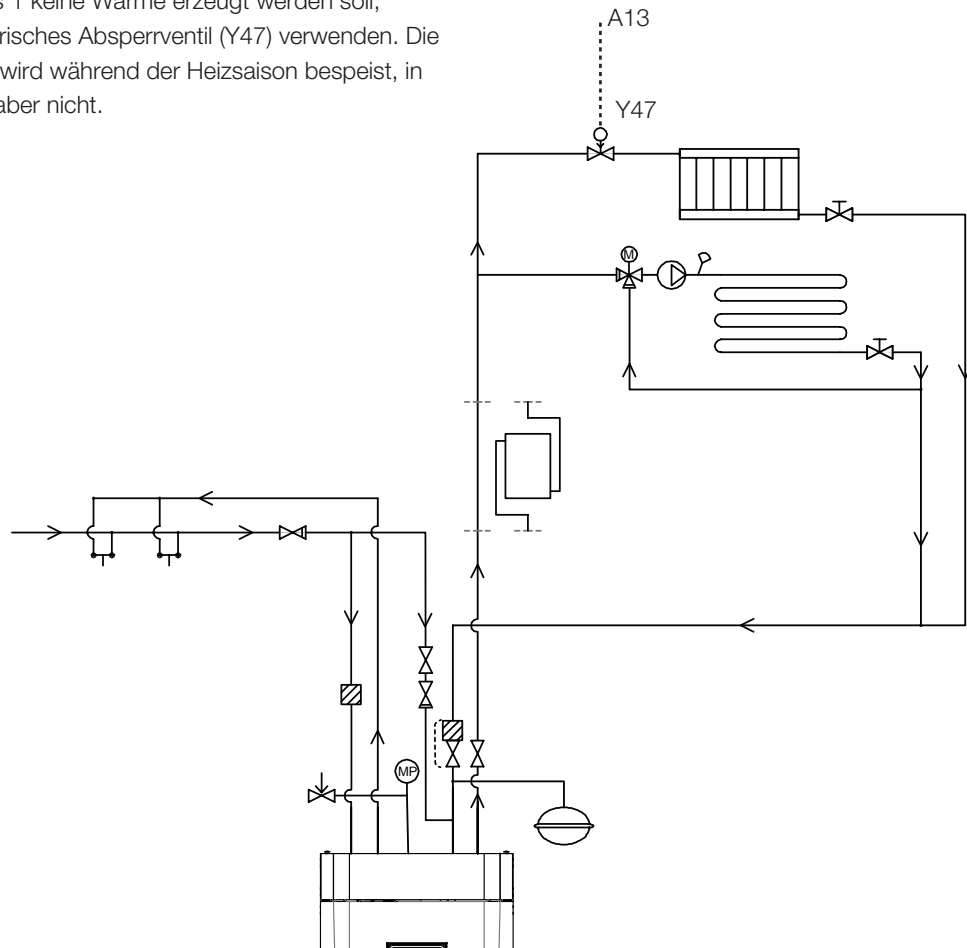 s 1 keine Wärme erzeugt werden soll,
risches Absperrventil (Y47) verwenden. Die
wird während der Heizsaison bespeist, in
aber nicht.
A13
Y47
M
MP